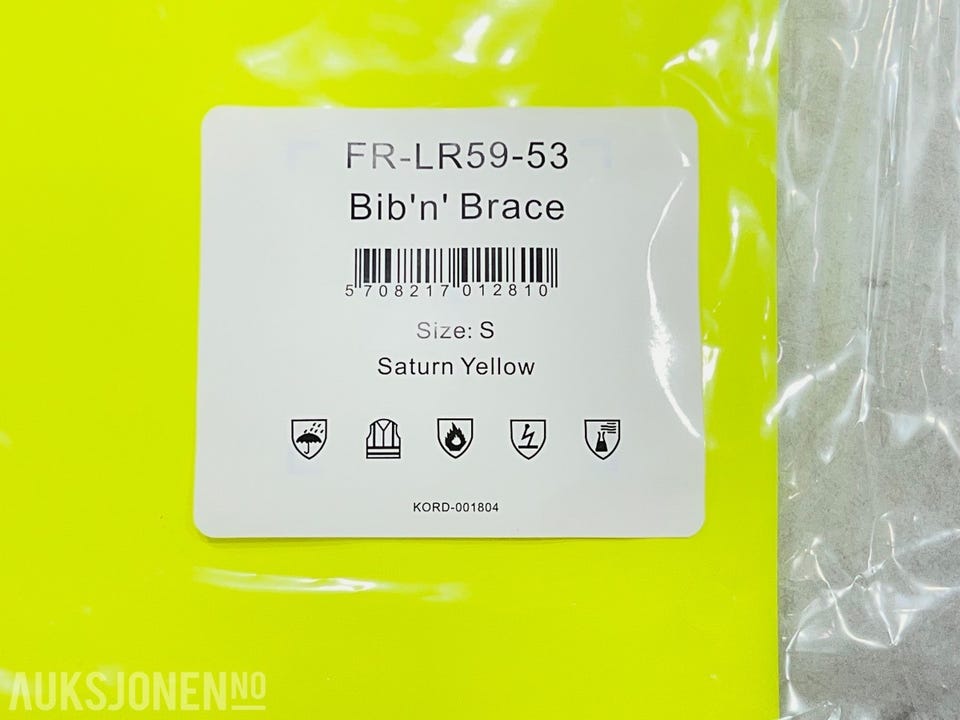 FR-LR59-53
Bib'n' Brace
5 708217 012810
Size: S
Saturn Yellow
KORD-001804
AUKSJONEN NO